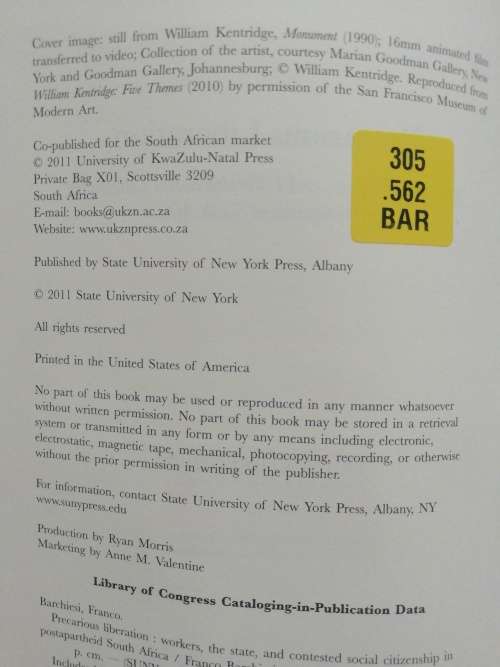 Cover image: still from William Kentridge, Monument (1990); 16mm animated film
transferred to video; Collection of the artist, courtesy Marian Goodman Gallery, New
York and Goodman Gallery, Johannesburg; © William Kentridge. Reproduced from
William Kentridge: Five Themes (2010) by permission of the San Francisco Museum of
Modern Art.
Co-published for the South African market
© 2011 University of KwaZulu-Natal Press
Private Bag X01, Scottsville 3209
South Africa
E-mail: books@ukzn.ac.za
Website: www.ukznpress.co.za
305
.562
BAR
Published by State University of New York Press, Albany
© 2011 State University of New York
All rights reserved
Printed in the United States of America
No part of this book may be used or reproduced in any manner whatsoever
without written permission. No part of this book may be stored in a retrieval
system or transmitted in any form or by any means including electronic,
electrostatic, magnetic tape, mechanical, photocopying, recording, or otherwise
without the prior permission in writing of the publisher.
For information, contact State University of New York Press, Albany, NY
www.sunypress.edu
Production by Ryan Morris
Marketing by Anne M. Valentine
Library of Congress Cataloging-in-Publication Data
Barchiesi, Franco.
Precarious liberation : workers, the state, and contested social citizenship in
postapartheid South Africa / Franco
p. cm. —